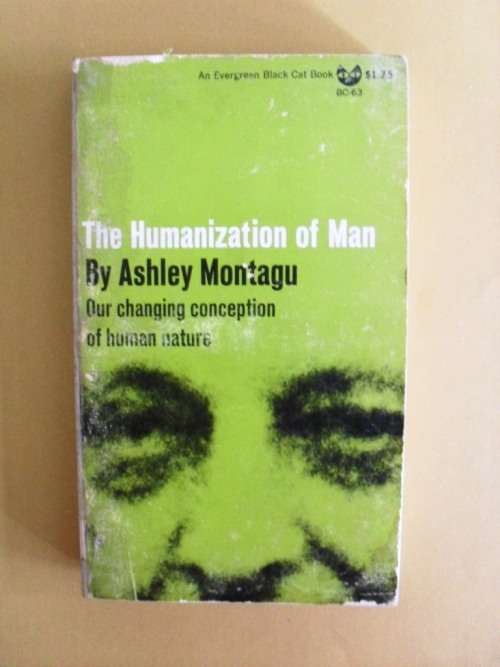 An Evergreen Black Cat Book $1.75
BC-63
The Humanization of Man
By Ashley Montagu
Our changing conception
of human nature